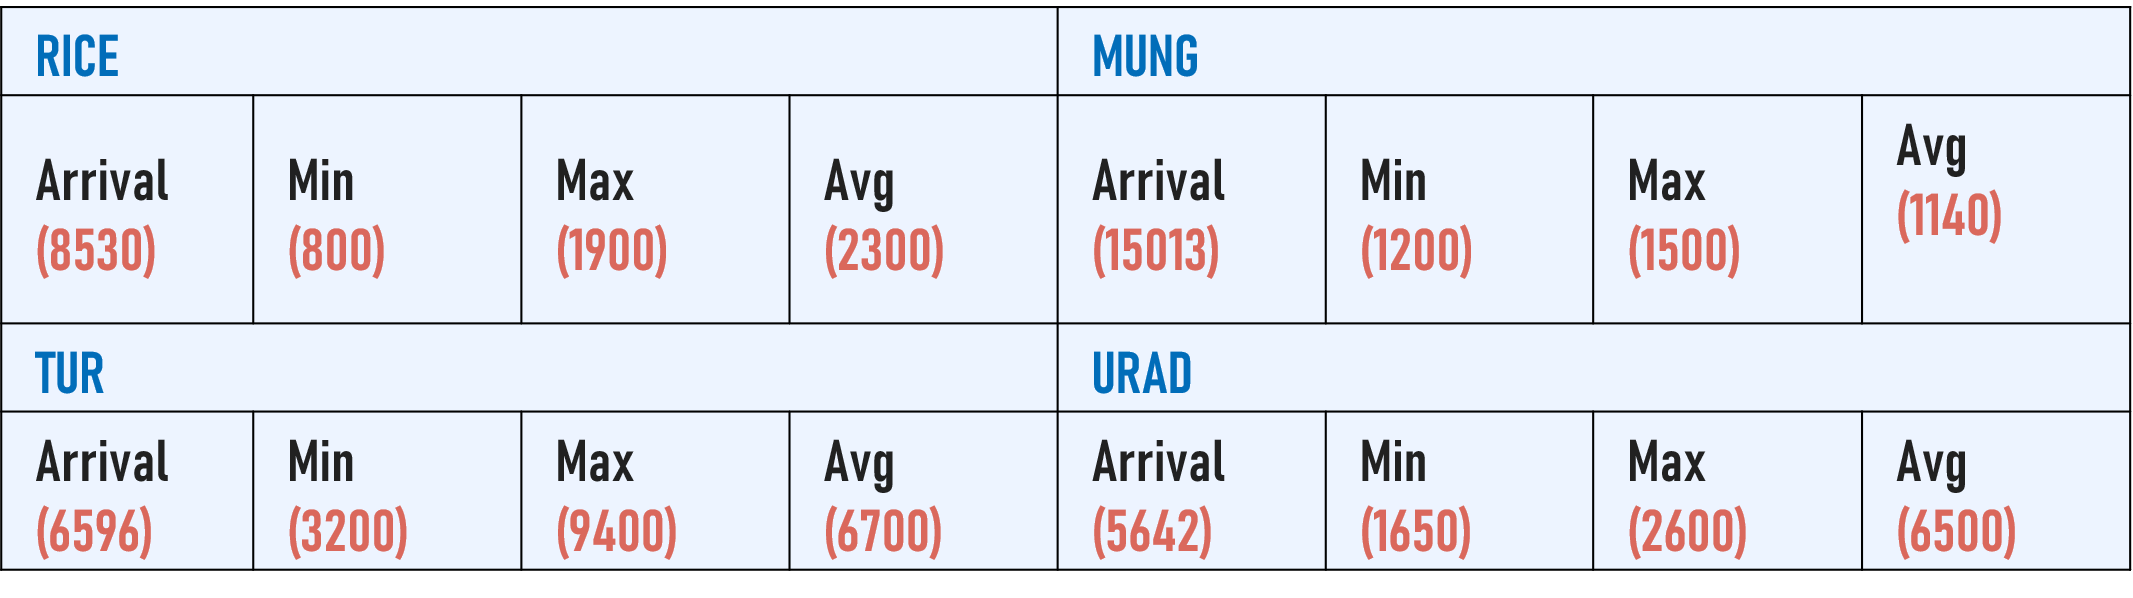 RICE
MUNG
Arrival
(8530)
Min
(800)
Max
(1900)
Avg
(2300)
Arrival
(15013)
Min
(1200)
Max
(1500)
Avg
(1140)
TUR
URAD
Arrival
(6596)
Min
(3200)
Max
(9400)
Avg
(6700)
Arrival
(5642)
Min
(1650)
Max
(2600)
Avg
(6500)